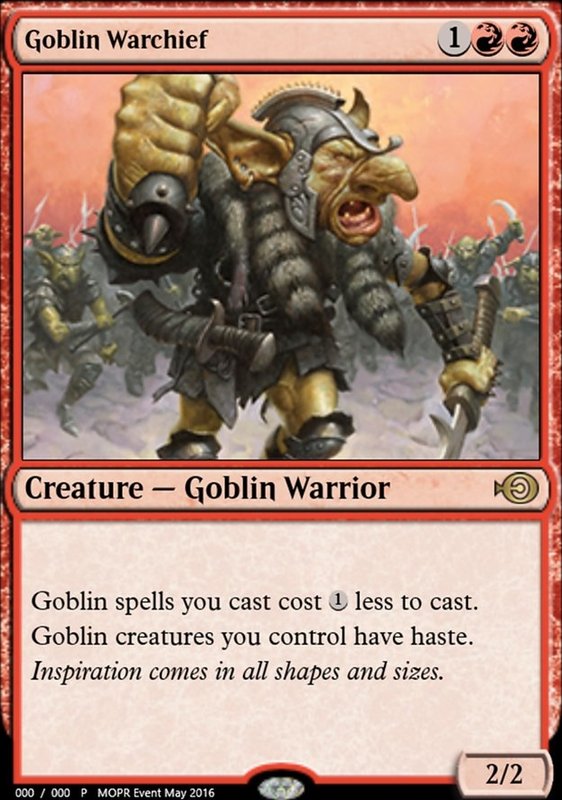 Goblin Warchief 1
Creature — Goblin Warrior
Goblin spells you cast cost 1 less to cast.
Goblin creatures you control have haste.
Inspiration comes in all shapes and sizes.
2/2
000 / 000 P MOPR Event May 2016